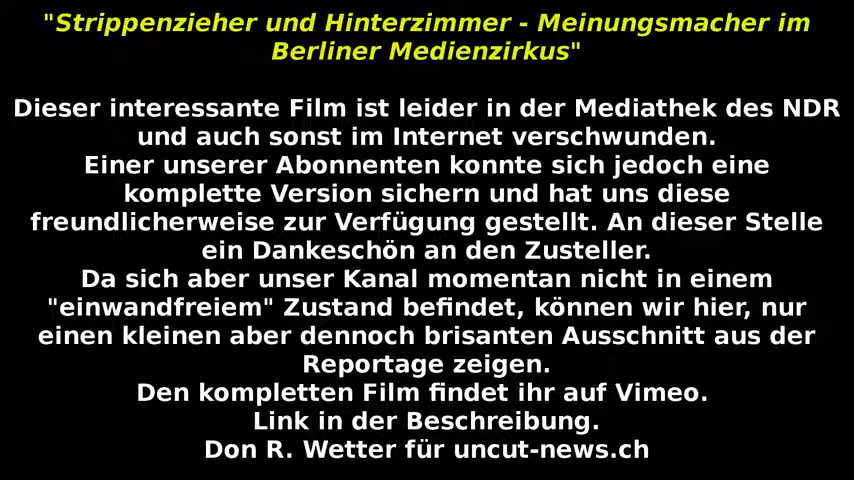 "Strippenzieher und Hinterzimmer - Meinungsmacher im
Berliner Medienzirkus"
Dieser interessante Film ist leider in der Mediathek des NDR
und auch sonst im Internet verschwunden.
Einer unserer Abonnenten konnte sich jedoch eine
komplette Version sichern und hat uns diese
freundlicherweise zur Verfügung gestellt. An dieser Stelle
ein Dankeschön an den Zusteller.
Da sich aber unser Kanal momentan nicht in einem
"einwandfreiem" Zustand befindet, können wir hier, nur
einen kleinen aber dennoch brisanten Ausschnitt aus der
Reportage zeigen.
Den kompletten Film findet ihr auf Vimeo.
Link in der Beschreibung.
Don R. Wetter für uncut-news.ch